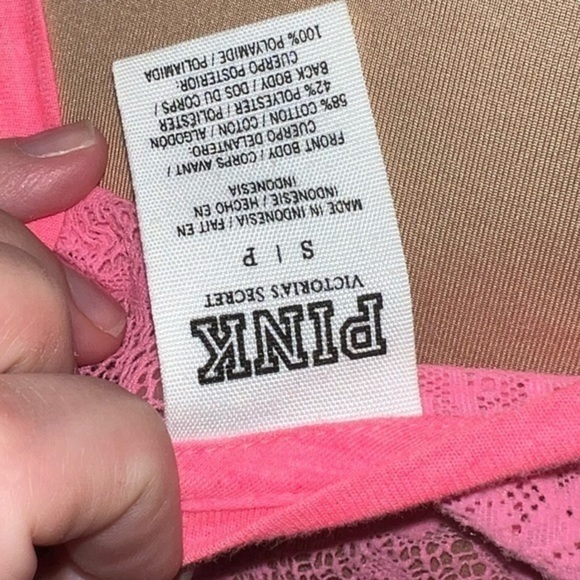 PINK
VICTORIA'S SECRET
S | P
MADE IN INDONESIA / FAIT EN
INDONÉSIE / HECHO EN
INDONESIA
FRONT BODY / CORPS AVANT /
CUERPO DELANTERO:
58% COTTON / COTON / ALGODÓN
42% POLYESTER / POLIÉSTER
BACK BODY / DOS DU CORPS /
CUERPO POSTERIOR:
100% POLYAMIDE / POLIAMIDA